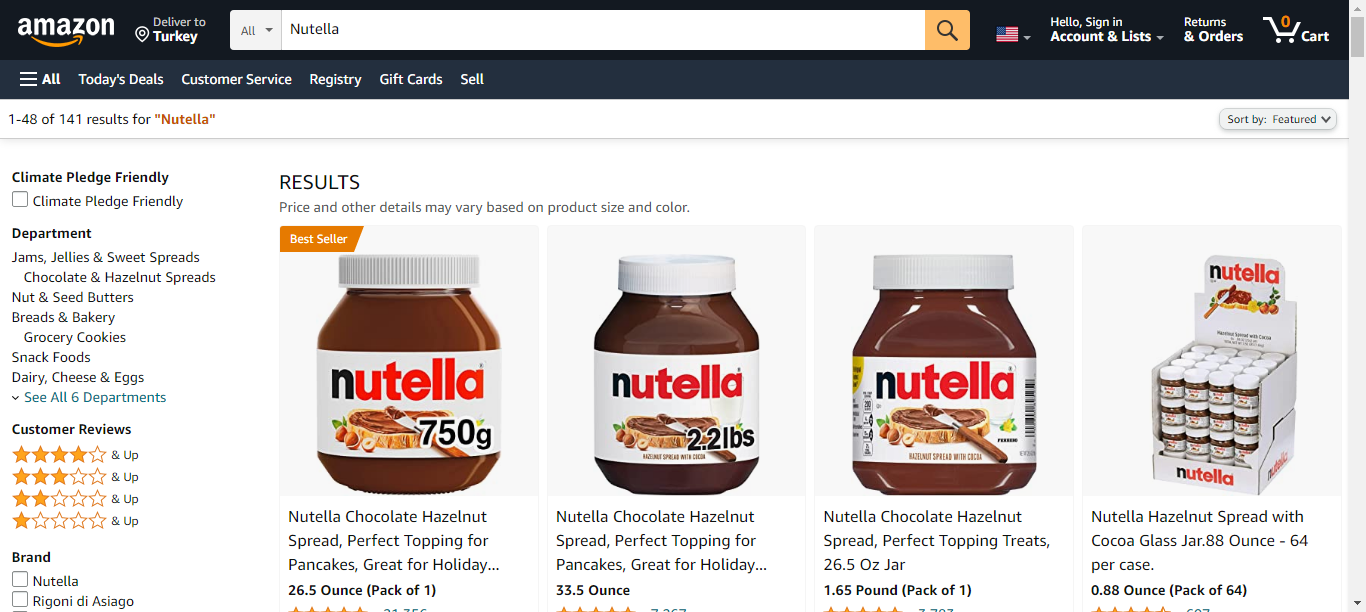 amazon
Deliver to
Turkey
All
Nutella
Hello, Sign in
Account & Lists
Returns
& Orders
0
Cart
All
Today's Deals
Customer Service
Registry
Gift Cards
Sell
1-48 of 141 results for "Nutella"
Sort by: Featured
Climate Pledge Friendly
Climate Pledge Friendly
Department
Jams, Jellies & Sweet Spreads
Chocolate & Hazelnut Spreads
Nut & Seed Butters
Breads & Bakery
Grocery Cookies
Snack Foods
Dairy, Cheese & Eggs
See All 6 Departments
Customer Reviews
& Up
& Up
& Up
& Up
Brand
Nutella
Rigoni di Asiago
RESULTS
Price and other details may vary based on product size and color.
Best Seller
nutella
750g
Nutella Chocolate Hazelnut
Spread, Perfect Topping for
Pancakes, Great for Holiday...
26.5 Ounce (Pack of 1)
nutella
2.2lbs
HAZELNUT SPREAD WITH COCOA
Nutella Chocolate Hazelnut
Spread, Perfect Topping for
Pancakes, Great for Holiday...
33.5 Ounce
nutella
FERRERO
HAZELNUT SPREAD WITH COCOA
Nutella Chocolate Hazelnut
Spread, Perfect Topping Treats,
26.5 Oz Jar
1.65 Pound (Pack of 1)
nutella
Hazelnut Spread with Cocoa
nutella
nutella
Nutella Hazelnut Spread with
Cocoa Glass Jar.88 Ounce - 64
per case.
0.88 Ounce (Pack of 64)